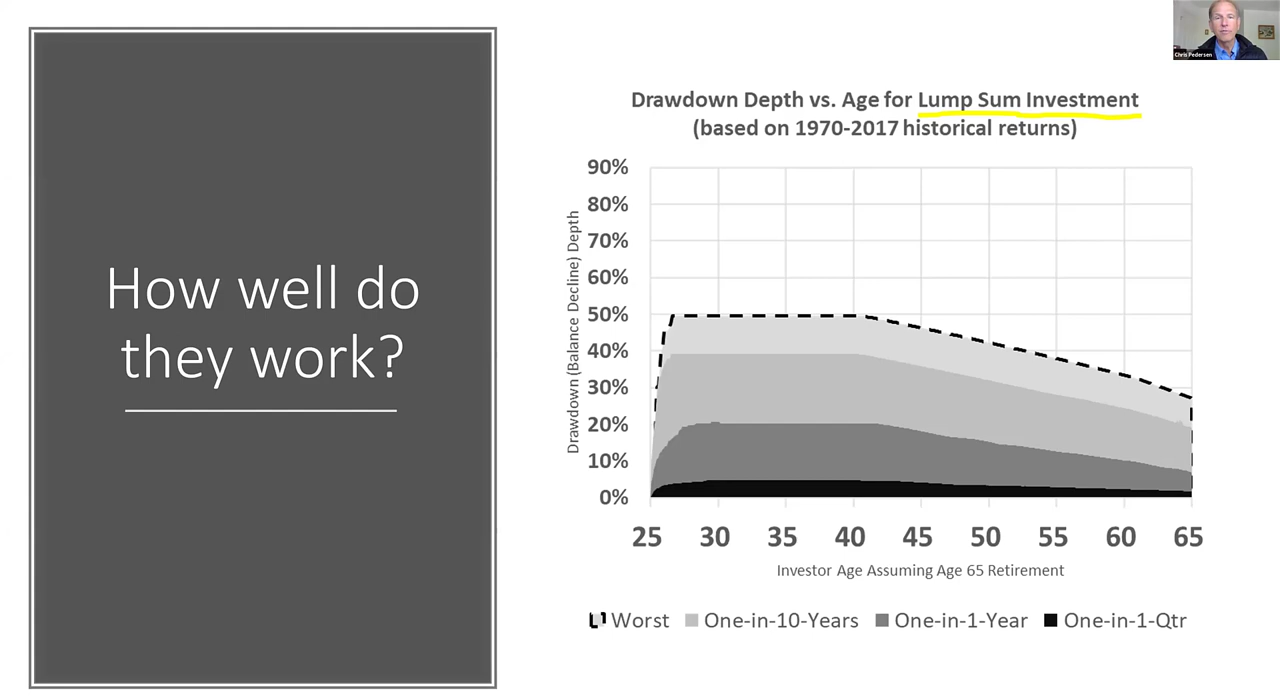 Chris Pedersen
How well do
they work?
Drawdown Depth vs. Age for Lump Sum Investment
(based on 1970-2017 historical returns)
Drawdown (Balance Decline) Depth
90%
80%
70%
60%
50%
40%
30%
20%
10%
0%
25 30 35 40 45 50 55 60 65
Investor Age Assuming Age 65 Retirement
Worst One-in-10-Years One-in-1-Year One-in-1-Qtr